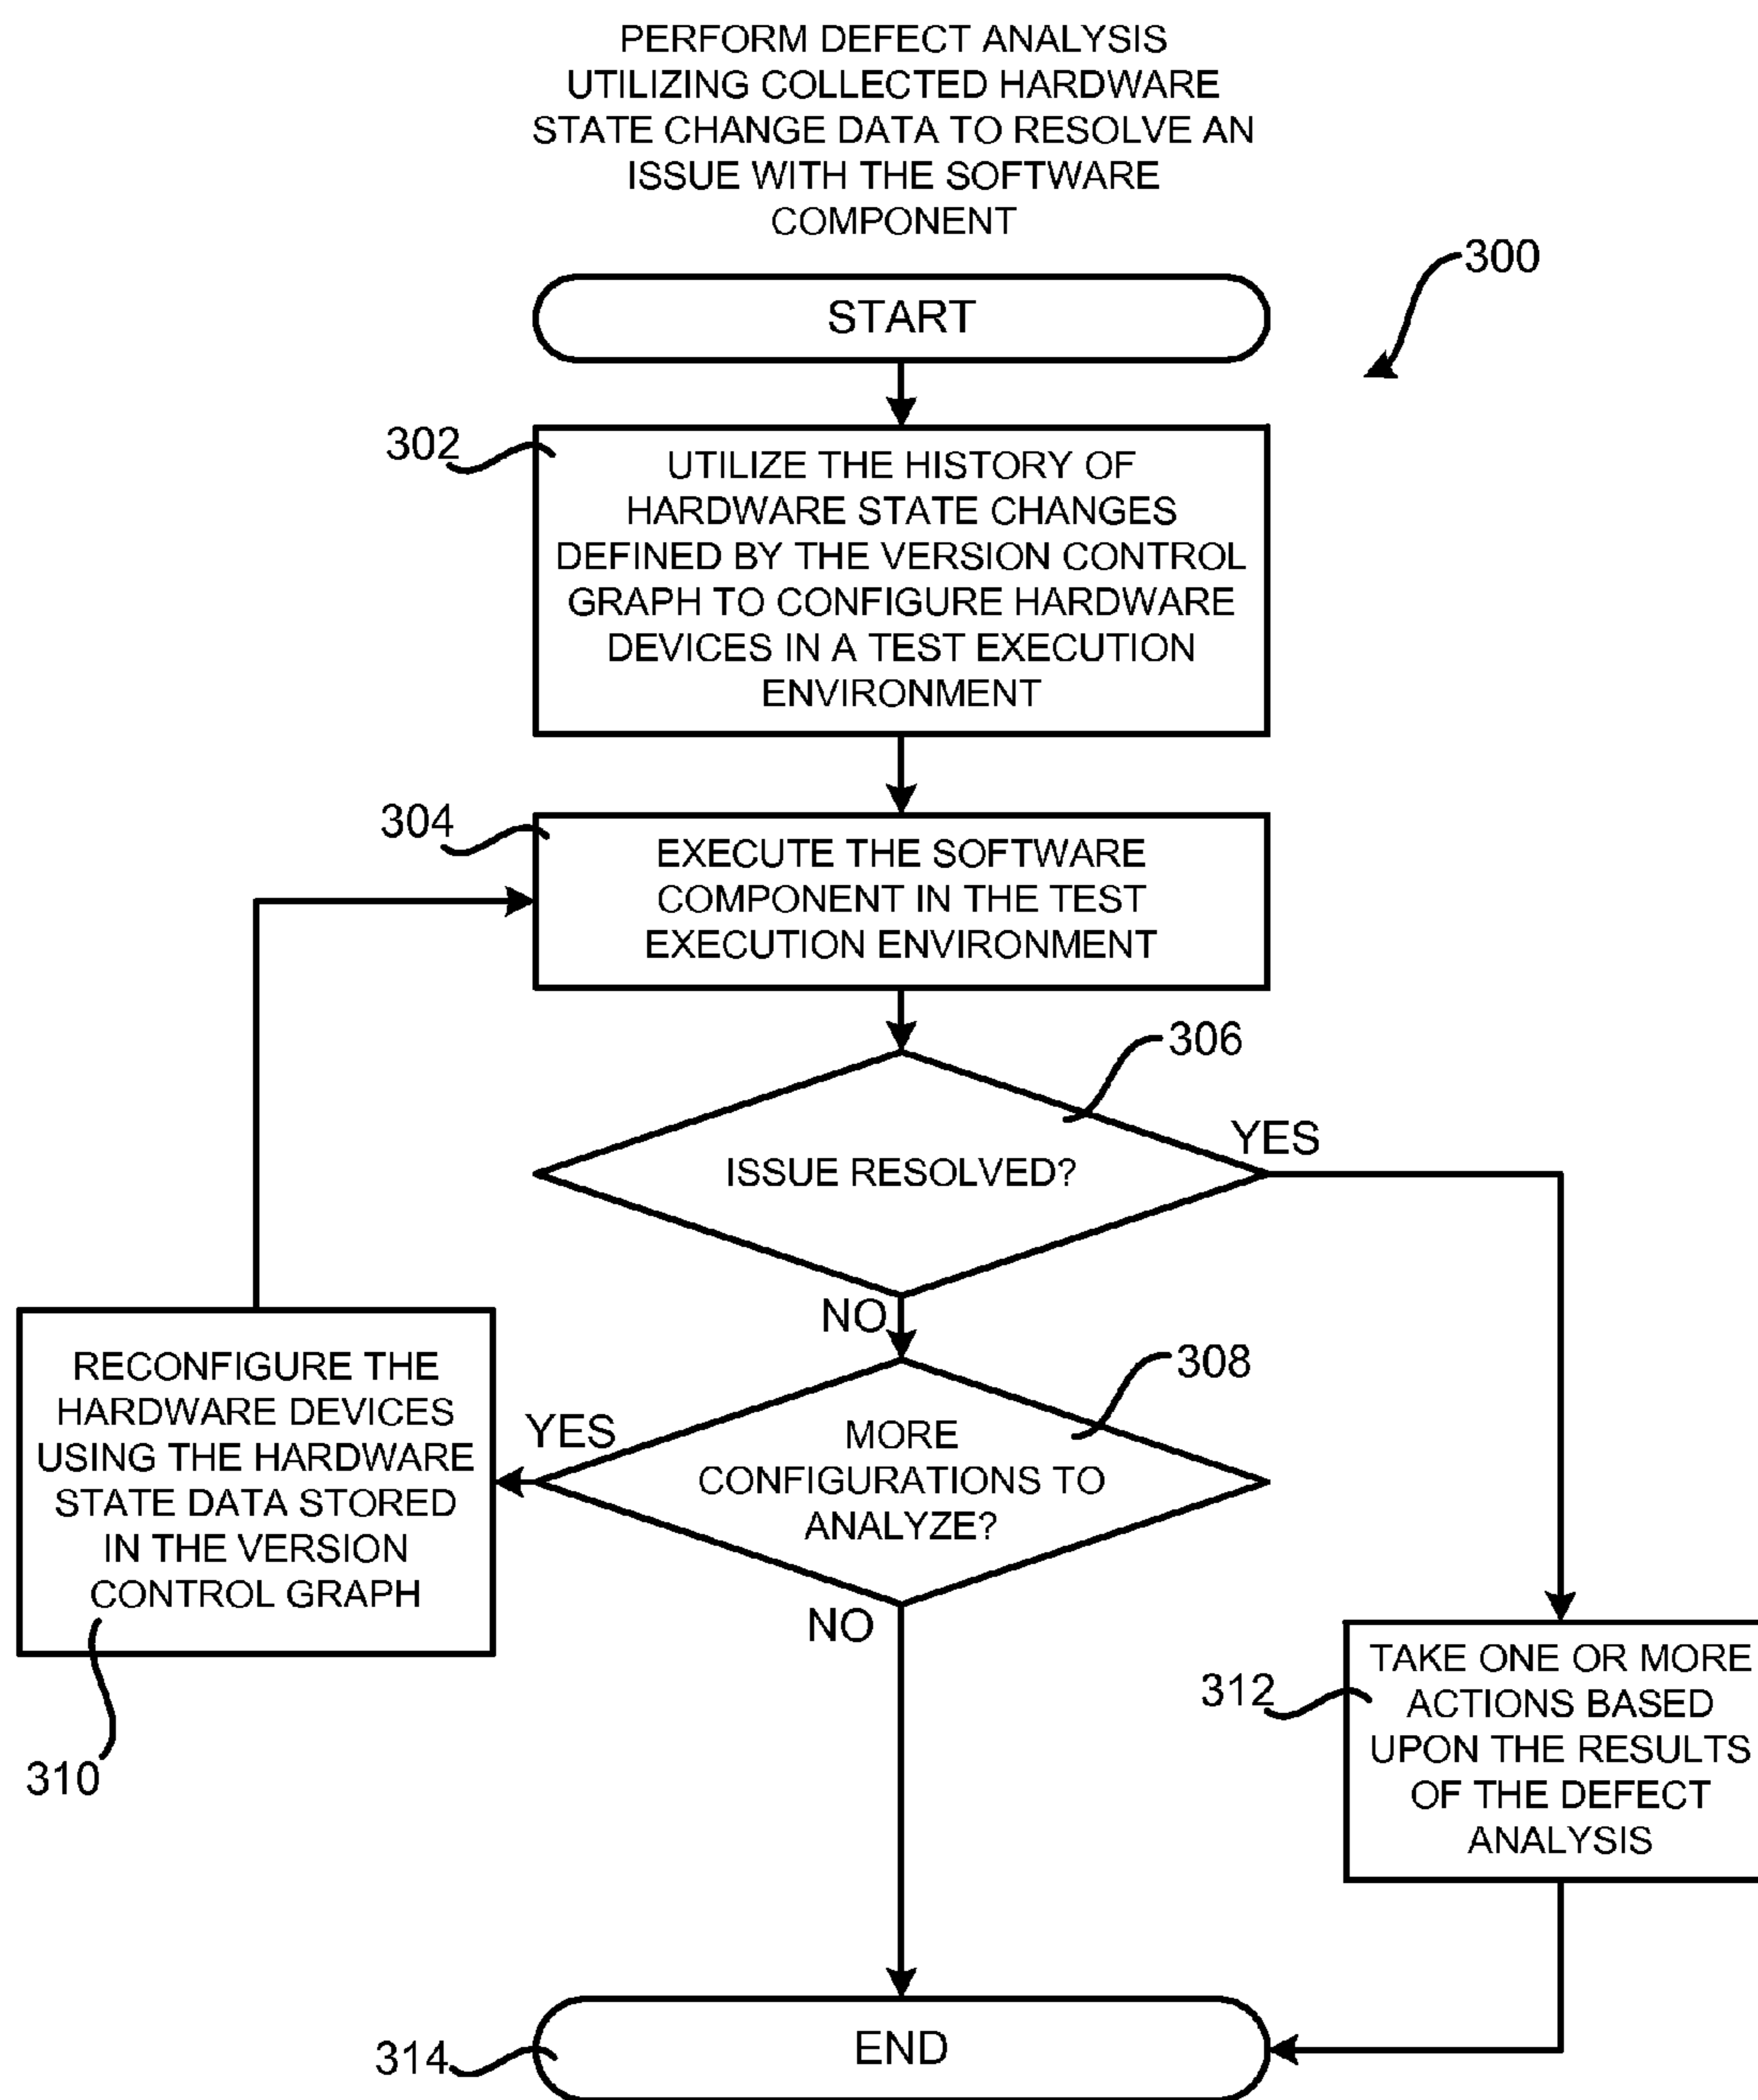 PERFORM DEFECT ANALYSIS
UTILIZING COLLECTED HARDWARE
STATE CHANGE DATA TO RESOLVE AN
ISSUE WITH THE SOFTWARE
COMPONENT
300
START
302
UTILIZE THE HISTORY OF
HARDWARE STATE CHANGES
DEFINED BY THE VERSION CONTROL
GRAPH TO CONFIGURE HARDWARE
DEVICES IN A TEST EXECUTION
ENVIRONMENT
304
EXECUTE THE SOFTWARE
COMPONENT IN THE TEST
EXECUTION ENVIRONMENT
306
YES
ISSUE RESOLVED?
NO
308
YES
MORE
CONFIGURATIONS TO
ANALYZE?
NO
RECONFIGURE THE
HARDWARE DEVICES
USING THE HARDWARE
STATE DATA STORED
IN THE VERSION
CONTROL GRAPH
310
312
TAKE ONE OR MORE
ACTIONS BASED
UPON THE RESULTS
OF THE DEFECT
ANALYSIS
314
END